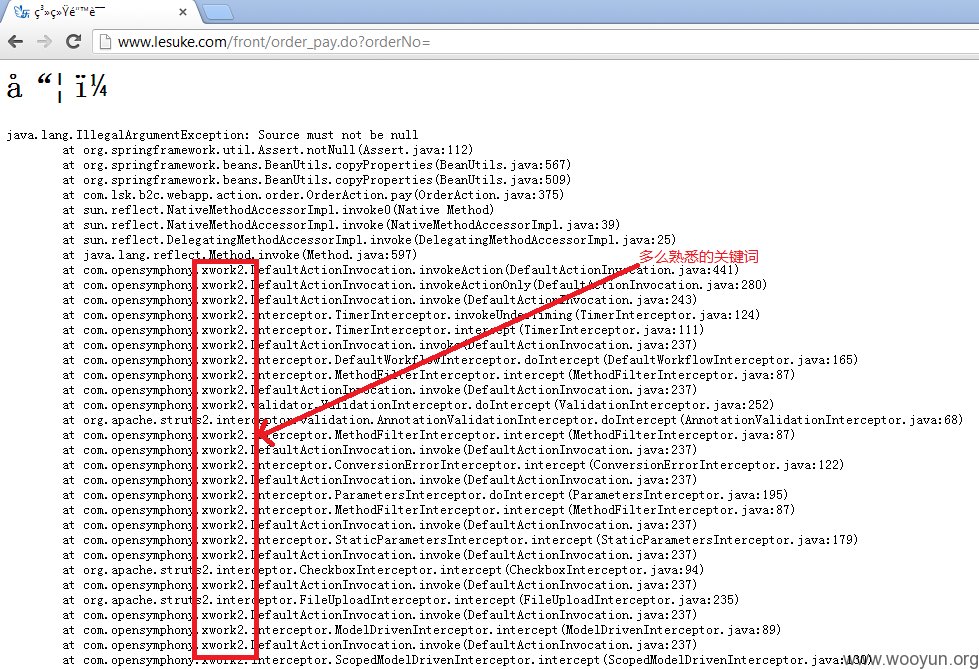 ç³»ç»Ÿé”™è¯
www.lesuke.com/front/order_pay.do?orderNo=
å “¦ ï¼
java.lang.IllegalArgumentException: Source must not be null
at org.springframework.util.Assert.notNull(Assert.java:112)
at org.springframework.beans.BeanUtils.copyProperties(BeanUtils.java:567)
at org.springframework.beans.BeanUtils.copyProperties(BeanUtils.java:509)
at com.lsk.b2c.webapp.action.order.OrderAction.pay(OrderAction.java:375)
at sun.reflect.NativeMethodAccessorImpl.invoke0(Native Method)
at sun.reflect.NativeMethodAccessorImpl.invoke(NativeMethodAccessorImpl.java:39)
at sun.reflect.DelegatingMethodAccessorImpl.invoke(DelegatingMethodAccessorImpl.java:25)
at java.lang.reflect.Method.invoke(Method.java:597)
多么熟悉的关键词
at com.opensymphony.xwork2.DefaultActionInvocation.invokeAction(DefaultActionInvocation.java:441)
at com.opensymphony.xwork2.DefaultActionInvocation.invokeActionOnly(DefaultActionInvocation.java:280)
at com.opensymphony.xwork2.DefaultActionInvocation.invoke(DefaultActionInvocation.java:243)
at com.opensymphony.xwork2.interceptor.TimerInterceptor.invokeUnderTiming(TimerInterceptor.java:124)
at com.opensymphony.xwork2.interceptor.TimerInterceptor.intercept(TimerInterceptor.java:111)
at com.opensymphony.xwork2.DefaultActionInvocation.invoke(DefaultActionInvocation.java:237)
at com.opensymphony.xwork2.interceptor.DefaultWorkflowInterceptor.doIntercept(DefaultWorkflowInterceptor.java:165)
at com.opensymphony.xwork2.interceptor.MethodFilterInterceptor.intercept(MethodFilterInterceptor.java:87)
at com.opensymphony.xwork2.DefaultActionInvocation.invoke(DefaultActionInvocation.java:237)
at com.opensymphony.xwork2.validator.ValidationInterceptor.doIntercept(ValidationInterceptor.java:252)
at org.apache.struts2.interceptor.validation.AnnotationValidationInterceptor.doIntercept(AnnotationValidationInterceptor.java:68)
at com.opensymphony.xwork2.interceptor.MethodFilterInterceptor.intercept(MethodFilterInterceptor.java:87)
at com.opensymphony.xwork2.DefaultActionInvocation.invoke(DefaultActionInvocation.java:237)
at com.opensymphony.xwork2.interceptor.ConversionErrorInterceptor.intercept(ConversionErrorInterceptor.java:122)
at com.opensymphony.xwork2.DefaultActionInvocation.invoke(DefaultActionInvocation.java:237)
at com.opensymphony.xwork2.interceptor.ParametersInterceptor.doIntercept(ParametersInterceptor.java:195)
at com.opensymphony.xwork2.interceptor.MethodFilterInterceptor.intercept(MethodFilterInterceptor.java:87)
at com.opensymphony.xwork2.DefaultActionInvocation.invoke(DefaultActionInvocation.java:237)
at com.opensymphony.xwork2.interceptor.StaticParametersInterceptor.intercept(StaticParametersInterceptor.java:179)
at com.opensymphony.xwork2.DefaultActionInvocation.invoke(DefaultActionInvocation.java:237)
at org.apache.struts2.interceptor.CheckboxInterceptor.intercept(CheckboxInterceptor.java:94)
at com.opensymphony.xwork2.DefaultActionInvocation.invoke(DefaultActionInvocation.java:237)
at org.apache.struts2.interceptor.FileUploadInterceptor.intercept(FileUploadInterceptor.java:235)
at com.opensymphony.xwork2.DefaultActionInvocation.invoke(DefaultActionInvocation.java:237)
at com.opensymphony.xwork2.interceptor.ModelDrivenInterceptor.intercept(ModelDrivenInterceptor.java:89)
at com.opensymphony.xwork2.DefaultActionInvocation.invoke(DefaultActionInvocation.java:237)
at com.opensymphony.xwork2.interceptor.ScopedModelDrivenInterceptor.intercept(ScopedModelDrivenInterceptor.java:130)
www.wooyun.org